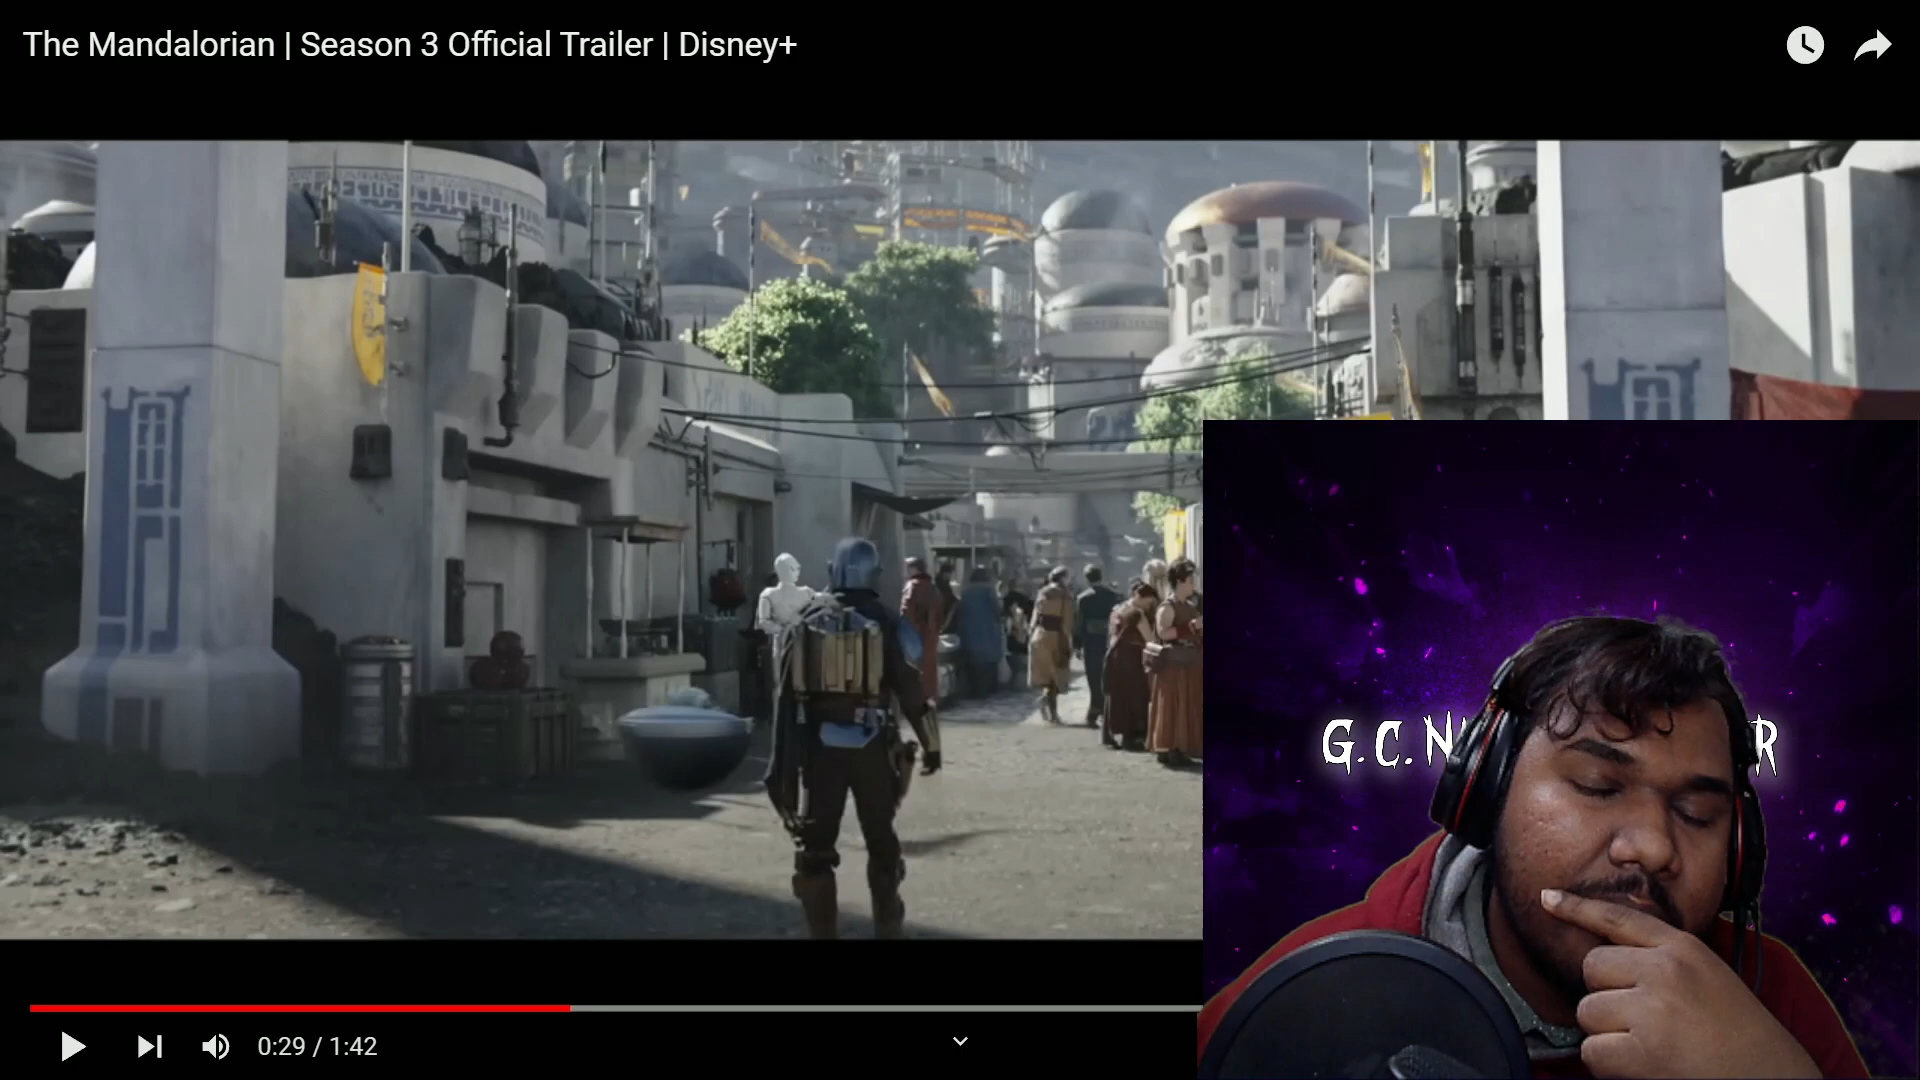 The Mandalorian | Season 3 Official Trailer | Disney+
G.C.N
R
0:29 / 1:42